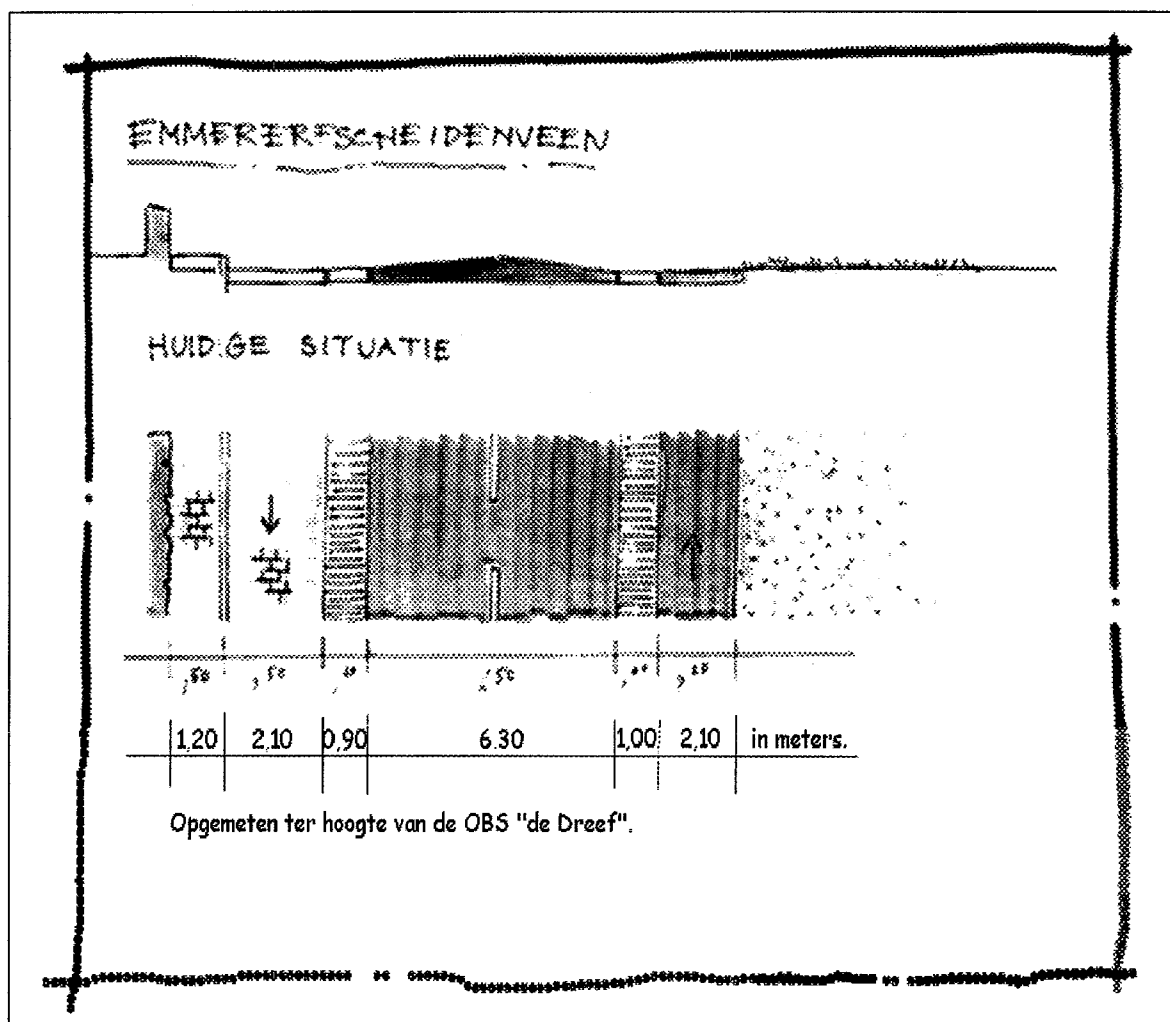 EMMERERFSCHEIDENVEEN
HUIDIGE SITUATIE
1,20 2,10 0,90 6.30 1,00 2,10 in meters.
Opgemeten ter hoogte van de OBS "de Dreef".